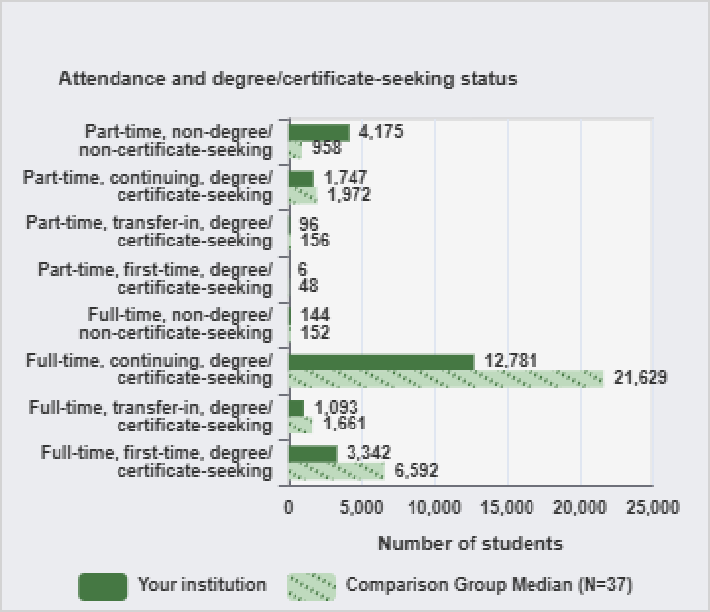 Attendance and degree/certificate-seeking status
Part-time, non-degree/
non-certificate-seeking
4,175
958
Part-time, continuing, degree/
certificate-seeking
1,747
1,972
Part-time, transfer-in, degree/
certificate-seeking
96
156
Part-time, first-time, degree/
certificate-seeking
6
48
Full-time, non-degree/
non-certificate-seeking
144
152
Full-time, continuing, degree/
certificate-seeking
12,781
21,629
Full-time, transfer-in, degree/
certificate-seeking
1,093
1,661
Full-time, first-time, degree/
certificate-seeking
3,342
6,592
0 5,000 10,000 15,000 20,000 25,000
Number of students
Your institution Comparison Group Median (N=37)